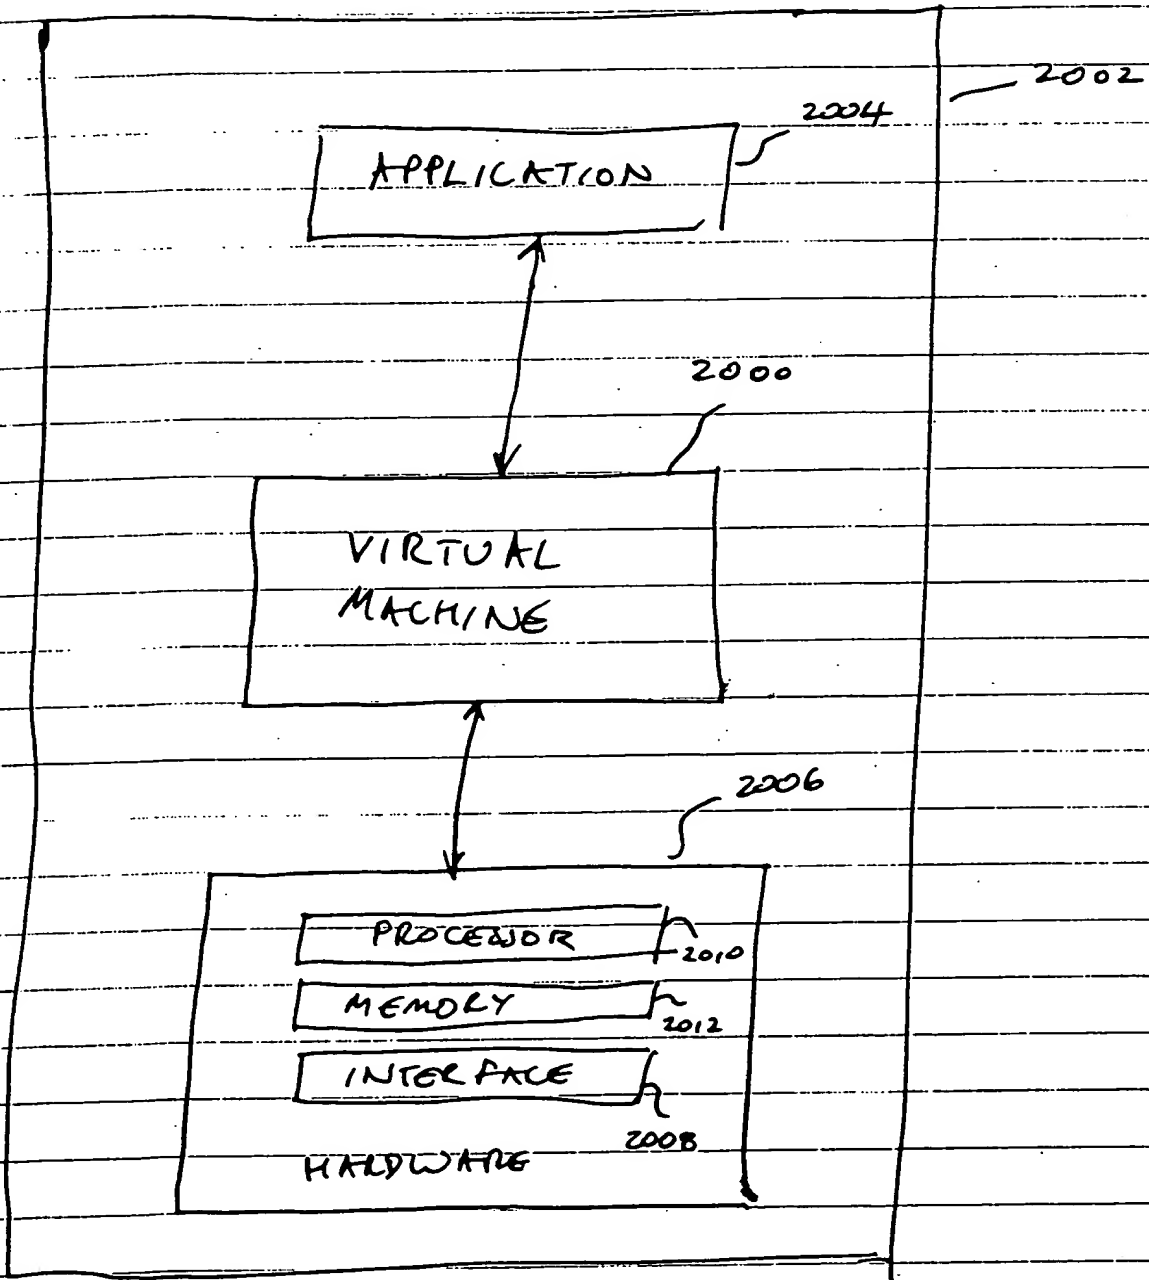 2002
2004
APPLICATION
2000
VIRTUAL
MACHINE
2006
PROCESSOR
2010
MEMORY
2012
INTERFACE
2008
HARDWARE